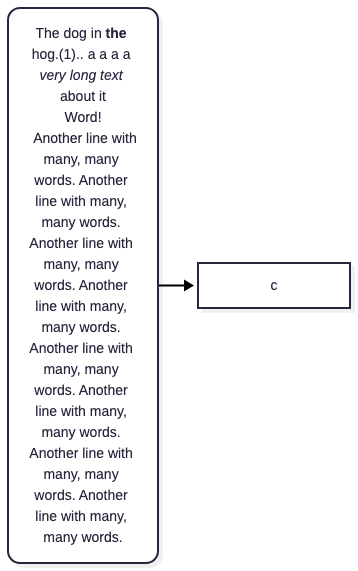 The dog in the
hog.(1).. a a a a
very long text
about it
Word!
Another line with
many, many
words. Another
line with many,
many words.
Another line with
many, many
words. Another
line with many,
many words.
Another line with
many, many
words. Another
line with many,
many words.
Another line with
many, many
words. Another
line with many,
many words.
c